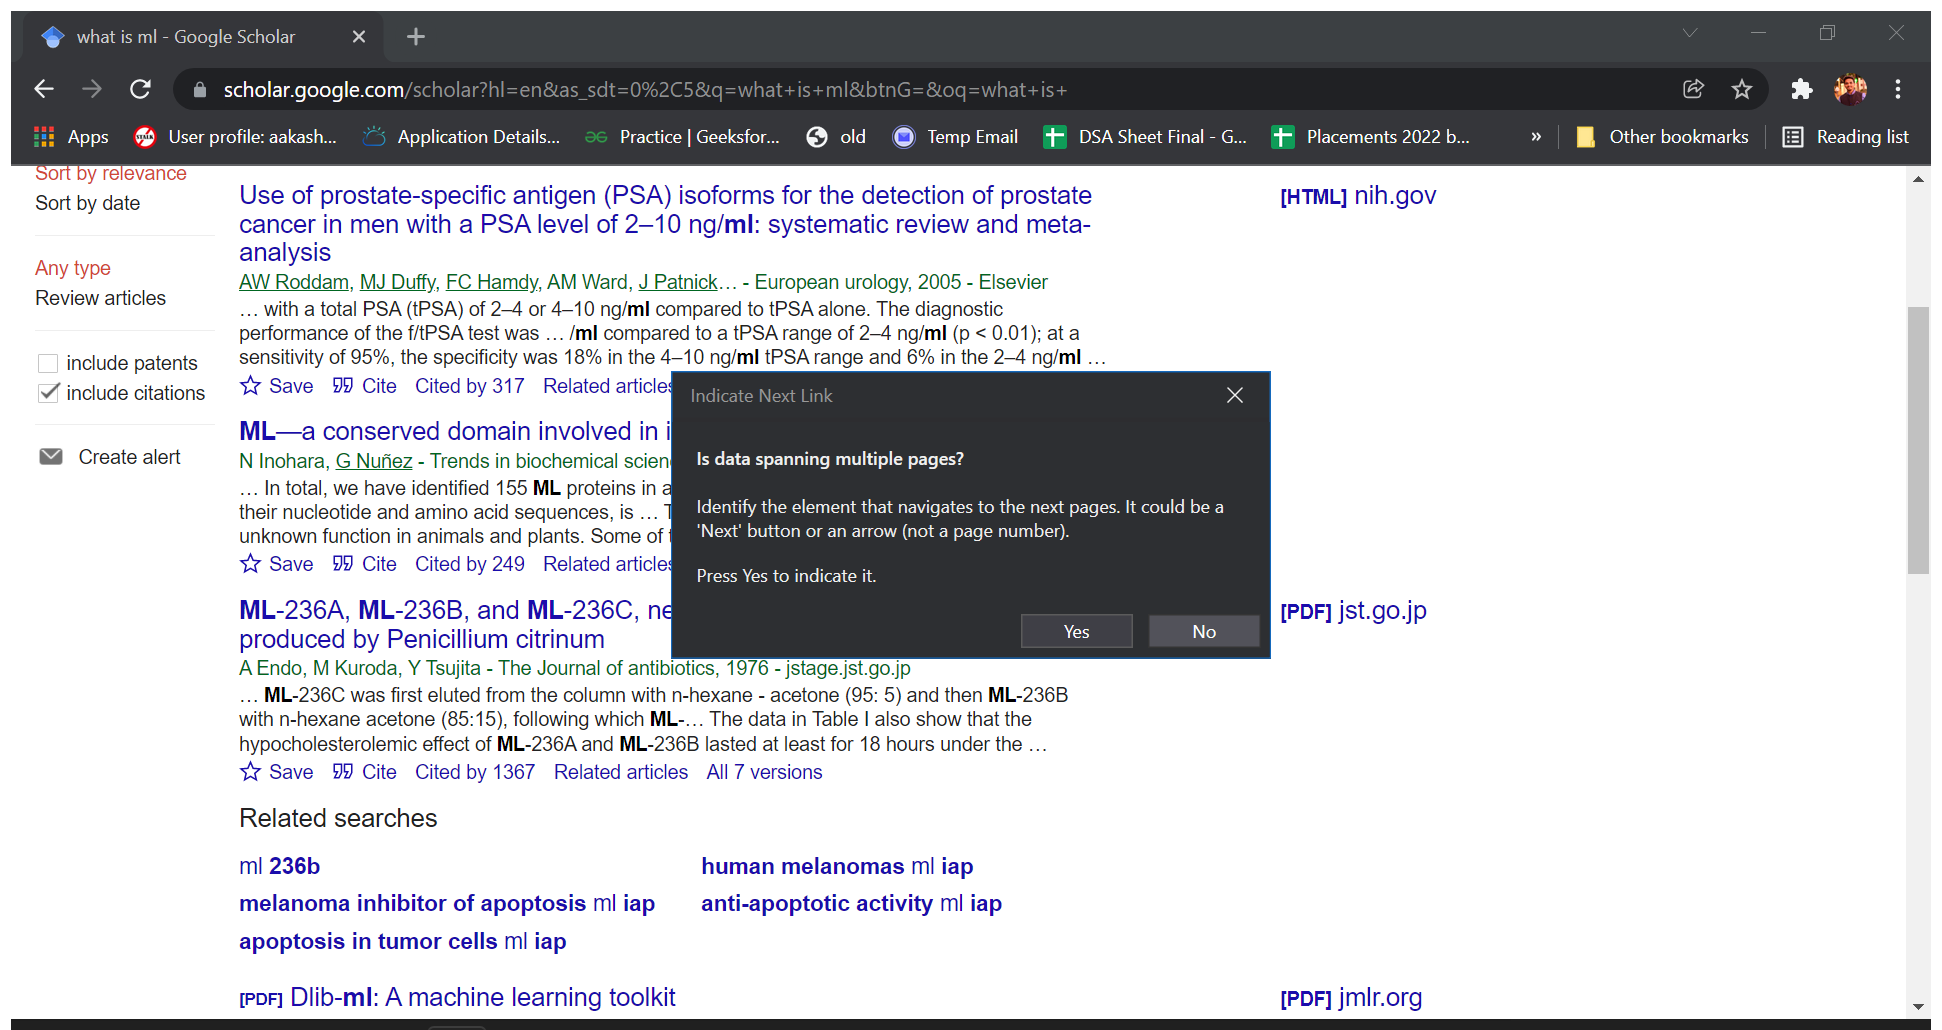 what is ml - Google Scholar
scholar.google.com/scholar?hl=en&as_sdt=0%2C5&q=what+is+ml&btnG=&oq=what+is+
Apps
STALK
User profile: aakash...
Application Details...
Practice | Geeksfor...
old
Temp Email
DSA Sheet Final - G...
Placements 2022 b...
»
Other bookmarks
Reading list
Sort by relevance
Sort by date
Any type
Review articles
include patents
include citations
Create alert
Use of prostate-specific antigen (PSA) isoforms for the detection of prostate
cancer in men with a PSA level of 2–10 ng/ml: systematic review and meta-
analysis
[HTML] nih.gov
AW Roddam, MJ Duffy, FC Hamdy, AM Ward, J Patnick… - European urology, 2005 - Elsevier
… with a total PSA (tPSA) of 2–4 or 4–10 ng/ml compared to tPSA alone. The diagnostic
performance of the f/tPSA test was … /ml compared to a tPSA range of 2–4 ng/ml (p < 0.01); at a
sensitivity of 95%, the specificity was 18% in the 4–10 ng/ml tPSA range and 6% in the 2–4 ng/ml …
Save Cite Cited by 317 Related articles
ML—a conserved domain involved in i
N Inohara, G Nuñez - Trends in biochemical scien
… In total, we have identified 155 ML proteins in a
their nucleotide and amino acid sequences, is … T
unknown function in animals and plants. Some of t
Save Cite Cited by 249 Related articles
Indicate Next Link
Is data spanning multiple pages?
Identify the element that navigates to the next pages. It could be a
'Next' button or an arrow (not a page number).
Press Yes to indicate it.
Yes
No
ML-236A, ML-236B, and ML-236C, ne
produced by Penicillium citrinum
[PDF] jst.go.jp
A Endo, M Kuroda, Y Tsujita - The Journal of antibiotics, 1976 - jstage.jst.go.jp
… ML-236C was first eluted from the column with n-hexane - acetone (95: 5) and then ML-236B
with n-hexane acetone (85:15), following which ML-… The data in Table I also show that the
hypocholesterolemic effect of ML-236A and ML-236B lasted at least for 18 hours under the …
Save Cite Cited by 1367 Related articles All 7 versions
Related searches
ml 236b
human melanomas ml iap
melanoma inhibitor of apoptosis ml iap
anti-apoptotic activity ml iap
apoptosis in tumor cells ml iap
[PDF] Dlib-ml: A machine learning toolkit
[PDF] jmlr.org